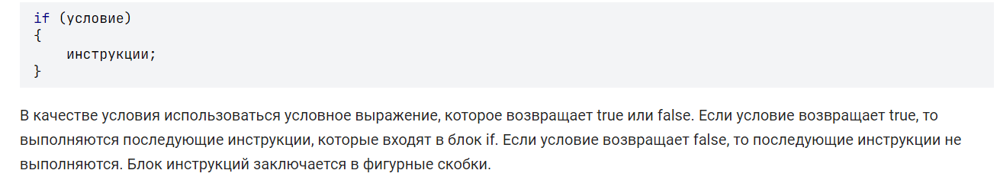 if (условие)
{
    инструкции;
}
В качестве условия использоваться условное выражение, которое возвращает true или false. Если условие возвращает true, то
выполняются последующие инструкции, которые входят в блок if. Если условие возвращает false, то последующие инструкции не
выполняются. Блок инструкций заключается в фигурные скобки.